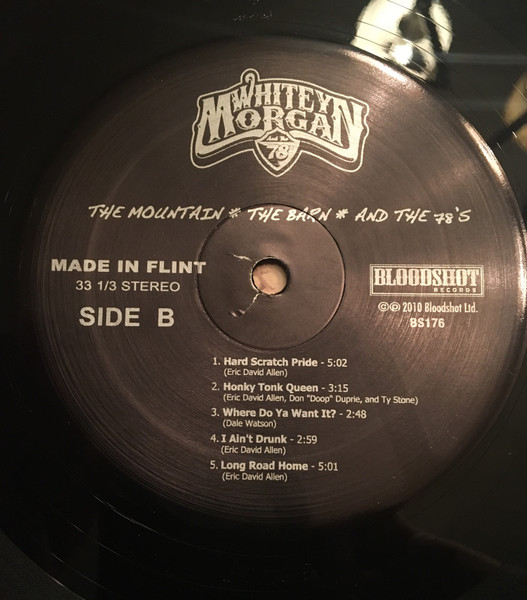 WHITEY
MORGAN
And The
78's
THE MOUNTAIN * THE BARN * AND THE 78'S
MADE IN FLINT
33 1/3 STEREO
SIDE B
BLOODSHOT
RECORDS
©℗ 2010 Bloodshot Ltd.
BS176
1. Hard Scratch Pride - 5:02
(Eric David Allen)
2. Honky Tonk Queen - 3:15
(Eric David Allen, Don "Doop" Duprie, and Ty Stone)
3. Where Do Ya Want It? - 2:48
(Dale Watson)
4. I Ain't Drunk - 2:59
(Eric David Allen)
5. Long Road Home - 5:01
(Eric David Allen)